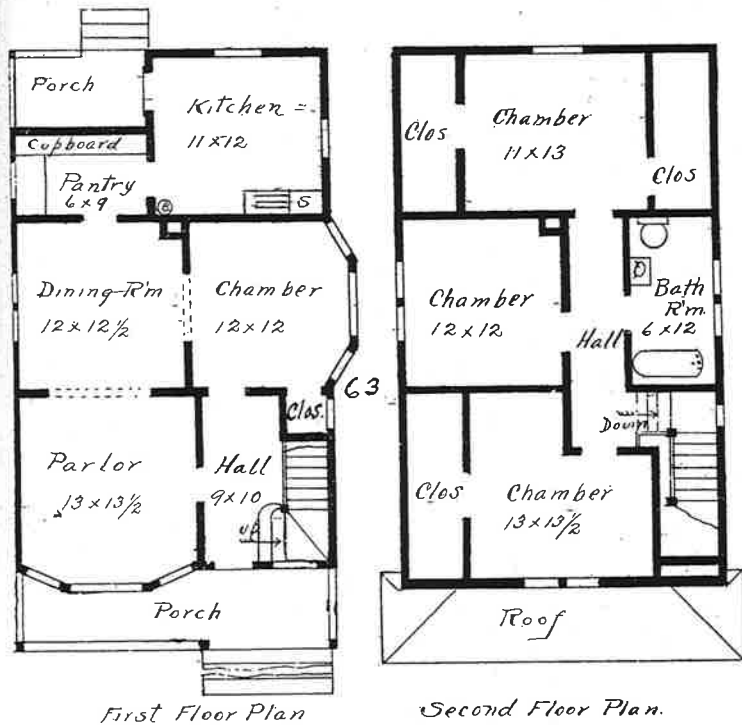 Porch
Kitchen =
11 x 12
Cupboard
Pantry
6 x 9
S
Dining-R'm
12 x 12½
Chamber
12 x 12
Clos.
Parlor
13 x 13½
Hall
9 x 10
up
Porch
First Floor Plan
63
Clos
Chamber
11 x 13
Clos
Chamber
12 x 12
Hall
Bath
R'm.
6 x 12
Down
Clos
Chamber
13 x 13½
Roof
Second Floor Plan.